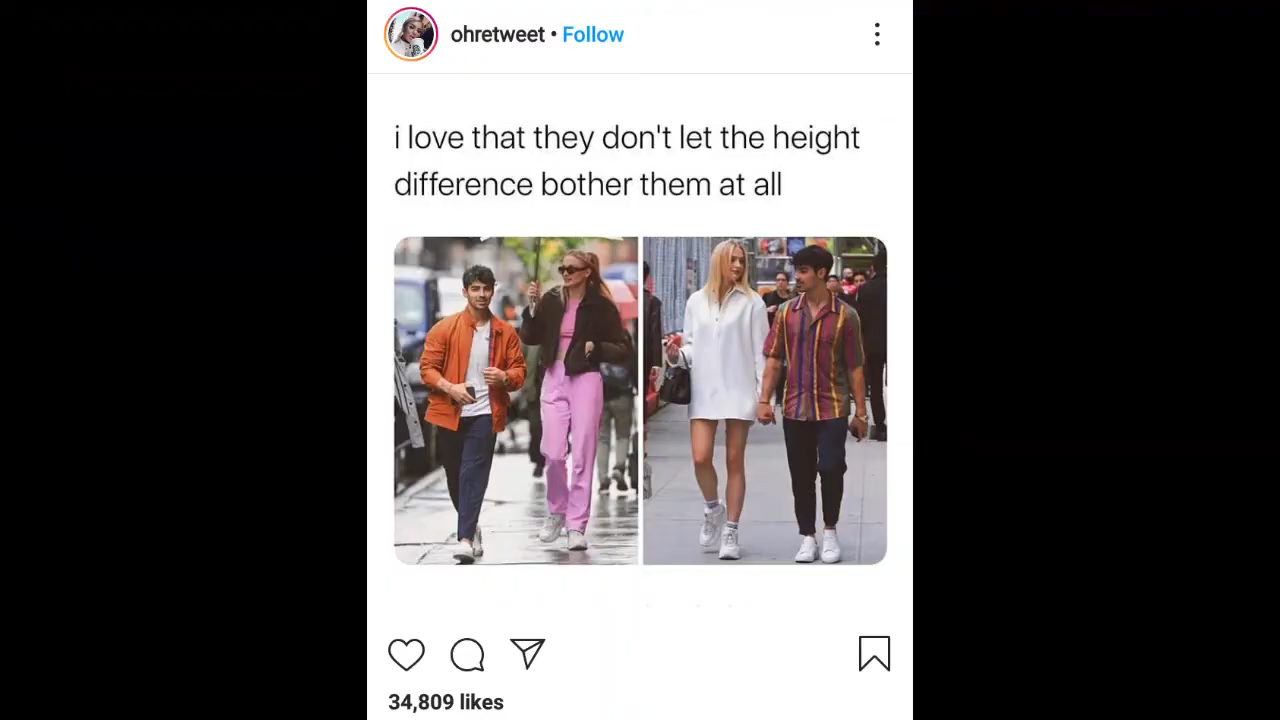 ohretweet • Follow
i love that they don't let the height
difference bother them at all
34,809 likes